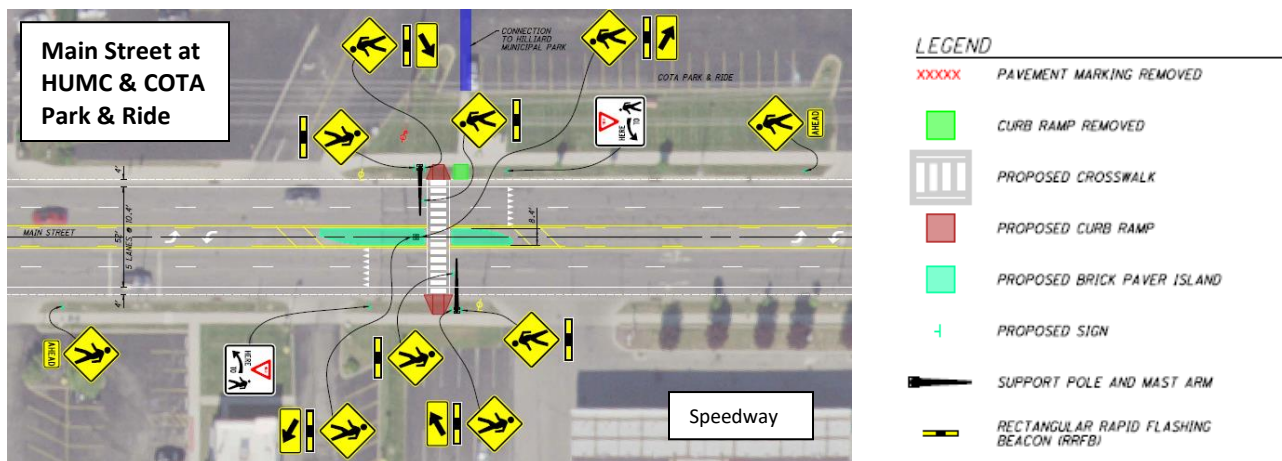 Main Street at
HUMC & COTA
Park & Ride
CONNECTION
TO HILLIARD
MUNICIPAL PARK
COTA PARK & RIDE
HERE
TO
AHEAD
4'
MAIN STREET
52'
5 LANES @ 10.4'
8.4'
4'
AHEAD
HERE
TO
Speedway
LEGEND
XXXXX PAVEMENT MARKING REMOVED
CURB RAMP REMOVED
PROPOSED CROSSWALK
PROPOSED CURB RAMP
PROPOSED BRICK PAVER ISLAND
PROPOSED SIGN
SUPPORT POLE AND MAST ARM
RECTANGULAR RAPID FLASHING
BEACON (RRFB)